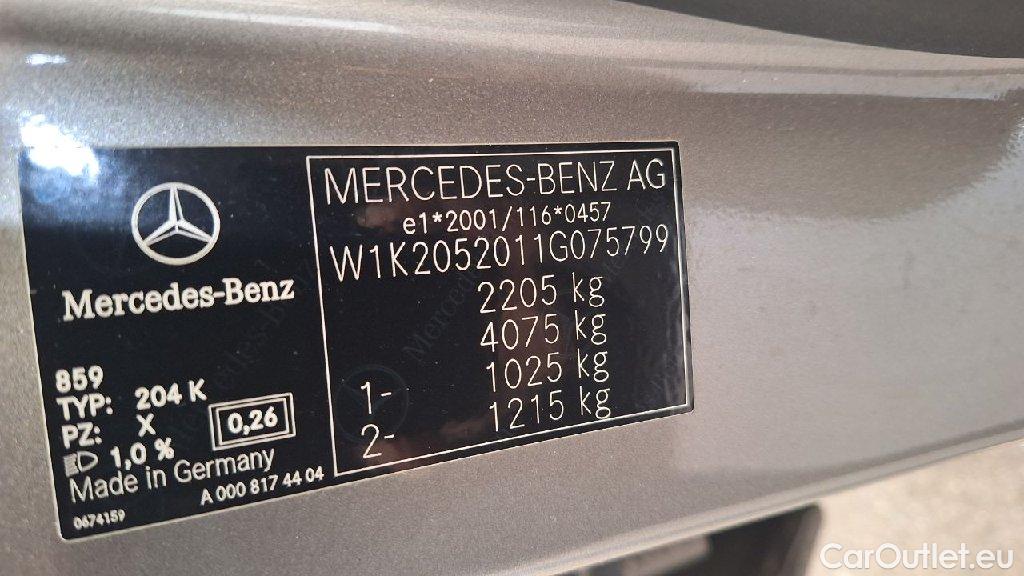 Mercedes-Benz
859
TYP: 204 K
PZ: X
1,0 %
0,26
Made in Germany
A 000 817 44 04
0674159
MERCEDES-BENZ AG
e1*2001/116*0457
W1K2052011G075799
2205 kg
4075 kg
1- 1025 kg
2- 1215 kg
CarOutlet.eu